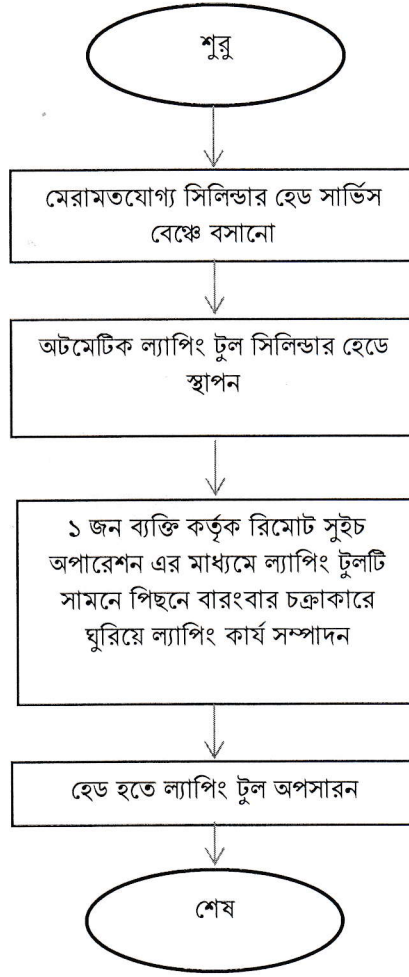 শুরু
মেরামতযোগ্য সিলিন্ডার হেড সার্ভিস
বেঞ্চে বসানো
অটমেটিক ল্যাপিং টুল সিলিন্ডার হেডে
স্থাপন
১ জন ব্যক্তি কর্তৃক রিমোট সুইচ
অপারেশন এর মাধ্যমে ল্যাপিং টুলটি
সামনে পিছনে বারংবার চক্রাকারে
ঘুরিয়ে ল্যাপিং কার্য সম্পাদন
হেড হতে ল্যাপিং টুল অপসারন
শেষ